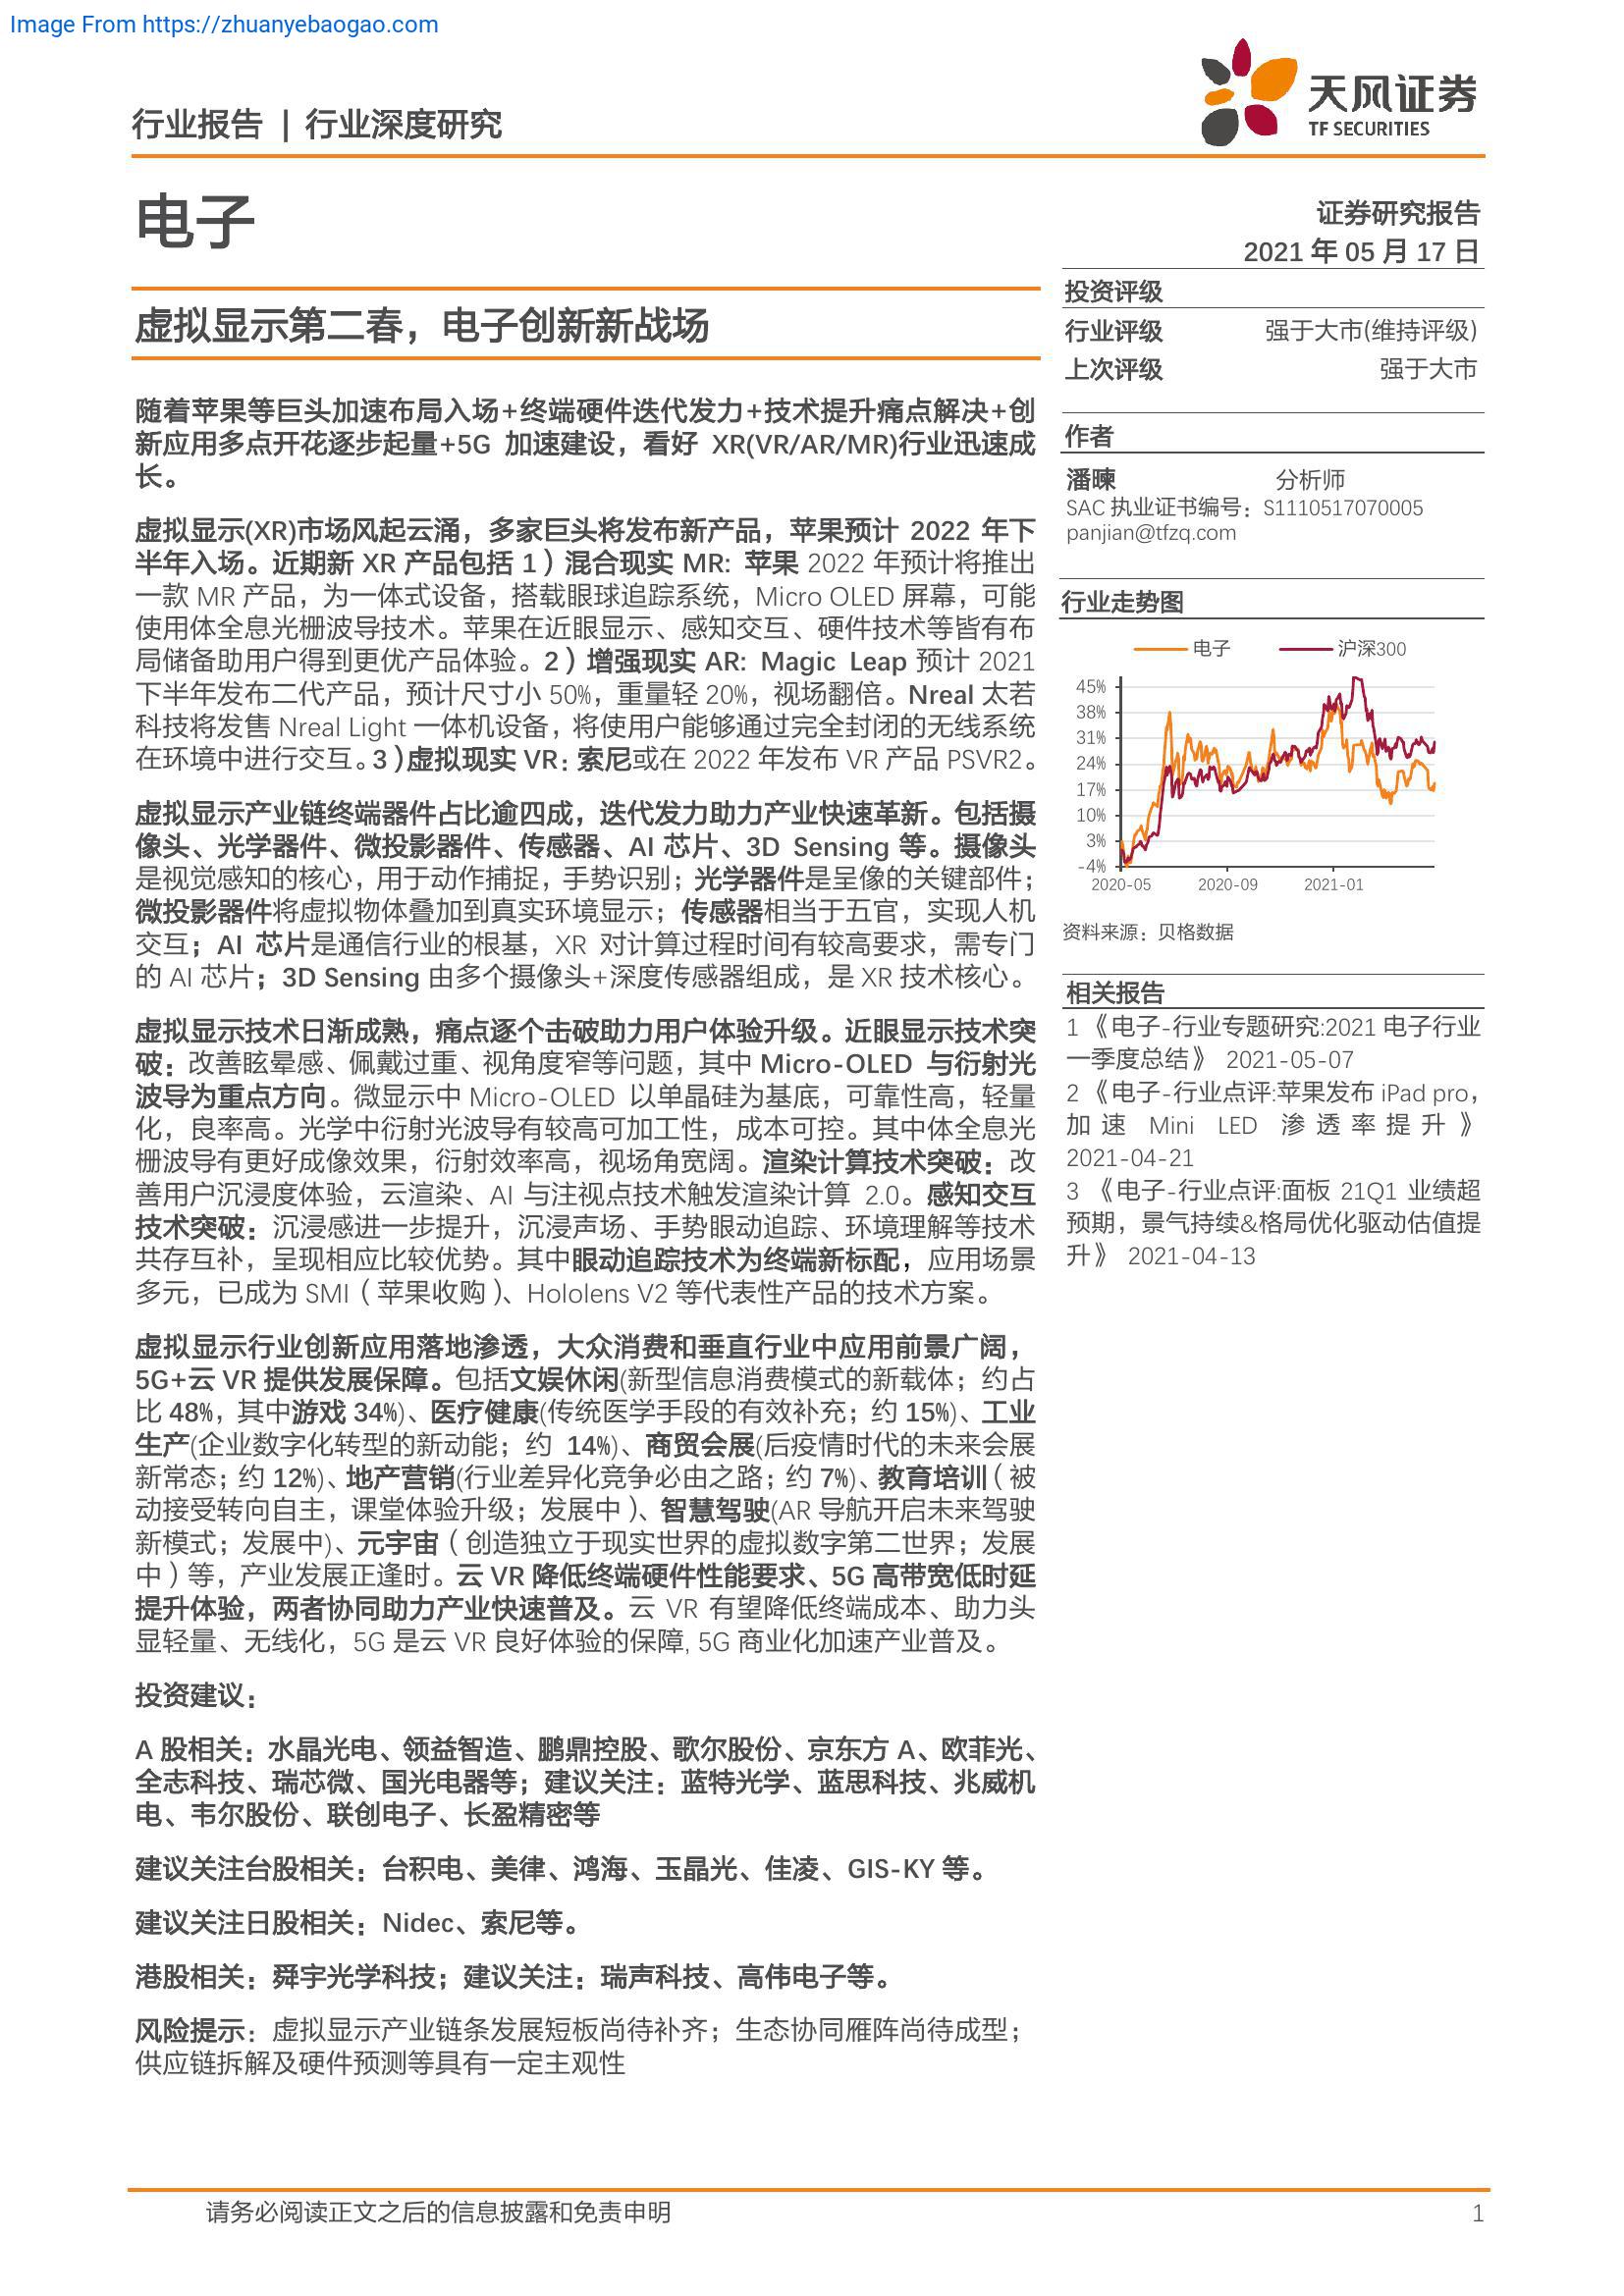 Image From https://zhuanyebaogao.com
行业报告 | 行业深度研究
天风证券
TF SECURITIES
电子
证券研究报告
2021 年 05 月 17 日
虚拟显示第二春，电子创新新战场
随着苹果等巨头加速布局入场+终端硬件迭代发力+技术提升痛点解决+创
新应用多点开花逐步起量+5G 加速建设，看好 XR(VR/AR/MR)行业迅速成
长。
虚拟显示(XR)市场风起云涌，多家巨头将发布新产品，苹果预计 2022 年下
半年入场。近期新 XR 产品包括 1）混合现实 MR: 苹果 2022 年预计将推出
一款 MR 产品，为一体式设备，搭载眼球追踪系统，Micro OLED 屏幕，可能
使用体全息光栅波导技术。苹果在近眼显示、感知交互、硬件技术等皆有布
局储备助用户得到更优产品体验。2）增强现实 AR: Magic Leap 预计 2021
下半年发布二代产品，预计尺寸小 50%，重量轻 20%，视场翻倍。Nreal 太若
科技将发售 Nreal Light 一体机设备，将使用户能够通过完全封闭的无线系统
在环境中进行交互。3）虚拟现实 VR：索尼或在 2022 年发布 VR 产品 PSVR2。
虚拟显示产业链终端器件占比逾四成，迭代发力助力产业快速革新。包括摄
像头、光学器件、微投影器件、传感器、AI 芯片、3D Sensing 等。摄像头
是视觉感知的核心，用于动作捕捉，手势识别；光学器件是呈像的关键部件；
微投影器件将虚拟物体叠加到真实环境显示；传感器相当于五官，实现人机
交互；AI 芯片是通信行业的根基，XR 对计算过程时间有较高要求，需专门
的 AI 芯片；3D Sensing 由多个摄像头+深度传感器组成，是 XR 技术核心。
虚拟显示技术日渐成熟，痛点逐个击破助力用户体验升级。近眼显示技术突
破：改善眩晕感、佩戴过重、视角度窄等问题，其中 Micro-OLED 与衍射光
波导为重点方向。微显示中 Micro-OLED 以单晶硅为基底，可靠性高，轻量
化，良率高。光学中衍射光波导有较高可加工性，成本可控。其中体全息光
栅波导有更好成像效果，衍射效率高，视场角宽阔。渲染计算技术突破：改
善用户沉浸度体验，云渲染、AI 与注视点技术触发渲染计算 2.0。感知交互
技术突破：沉浸感进一步提升，沉浸声场、手势眼动追踪、环境理解等技术
共存互补，呈现相应比较优势。其中眼动追踪技术为终端新标配，应用场景
多元，已成为 SMI（苹果收购）、Hololens V2 等代表性产品的技术方案。
虚拟显示行业创新应用落地渗透，大众消费和垂直行业中应用前景广阔，
5G+云 VR 提供发展保障。包括文娱休闲(新型信息消费模式的新载体；约占
比 48%，其中游戏 34%)、医疗健康(传统医学手段的有效补充；约 15%)、工业
生产(企业数字化转型的新动能；约 14%)、商贸会展(后疫情时代的未来会展
新常态；约 12%)、地产营销(行业差异化竞争必由之路；约 7%)、教育培训（被
动接受转向自主，课堂体验升级；发展中）、智慧驾驶(AR 导航开启未来驾驶
新模式；发展中)、元宇宙（创造独立于现实世界的虚拟数字第二世界；发展
中）等，产业发展正逢时。云 VR 降低终端硬件性能要求、5G 高带宽低时延
提升体验，两者协同助力产业快速普及。云 VR 有望降低终端成本、助力头
显轻量、无线化，5G 是云 VR 良好体验的保障, 5G 商业化加速产业普及。
投资建议：
A 股相关：水晶光电、领益智造、鹏鼎控股、歌尔股份、京东方 A、欧菲光、
全志科技、瑞芯微、国光电器等；建议关注：蓝特光学、蓝思科技、兆威机
电、韦尔股份、联创电子、长盈精密等
建议关注台股相关：台积电、美律、鸿海、玉晶光、佳凌、GIS-KY 等。
建议关注日股相关：Nidec、索尼等。
港股相关：舜宇光学科技；建议关注：瑞声科技、高伟电子等。
风险提示：虚拟显示产业链条发展短板尚待补齐；生态协同雁阵尚待成型；
供应链拆解及硬件预测等具有一定主观性
投资评级
行业评级 强于大市(维持评级)
上次评级 强于大市
作者
潘暕 分析师
SAC 执业证书编号：S1110517070005
panjian@tfzq.com
行业走势图
电子 沪深300
45%
38%
31%
24%
17%
10%
3%
-4%
2020-05 2020-09 2021-01
资料来源：贝格数据
相关报告
1 《电子-行业专题研究:2021 电子行业
一季度总结》 2021-05-07
2 《电子-行业点评:苹果发布 iPad pro，
加速 Mini LED 渗透率提升》
2021-04-21
3 《电子-行业点评:面板 21Q1 业绩超
预期，景气持续&格局优化驱动估值提
升》 2021-04-13
请务必阅读正文之后的信息披露和免责申明 1